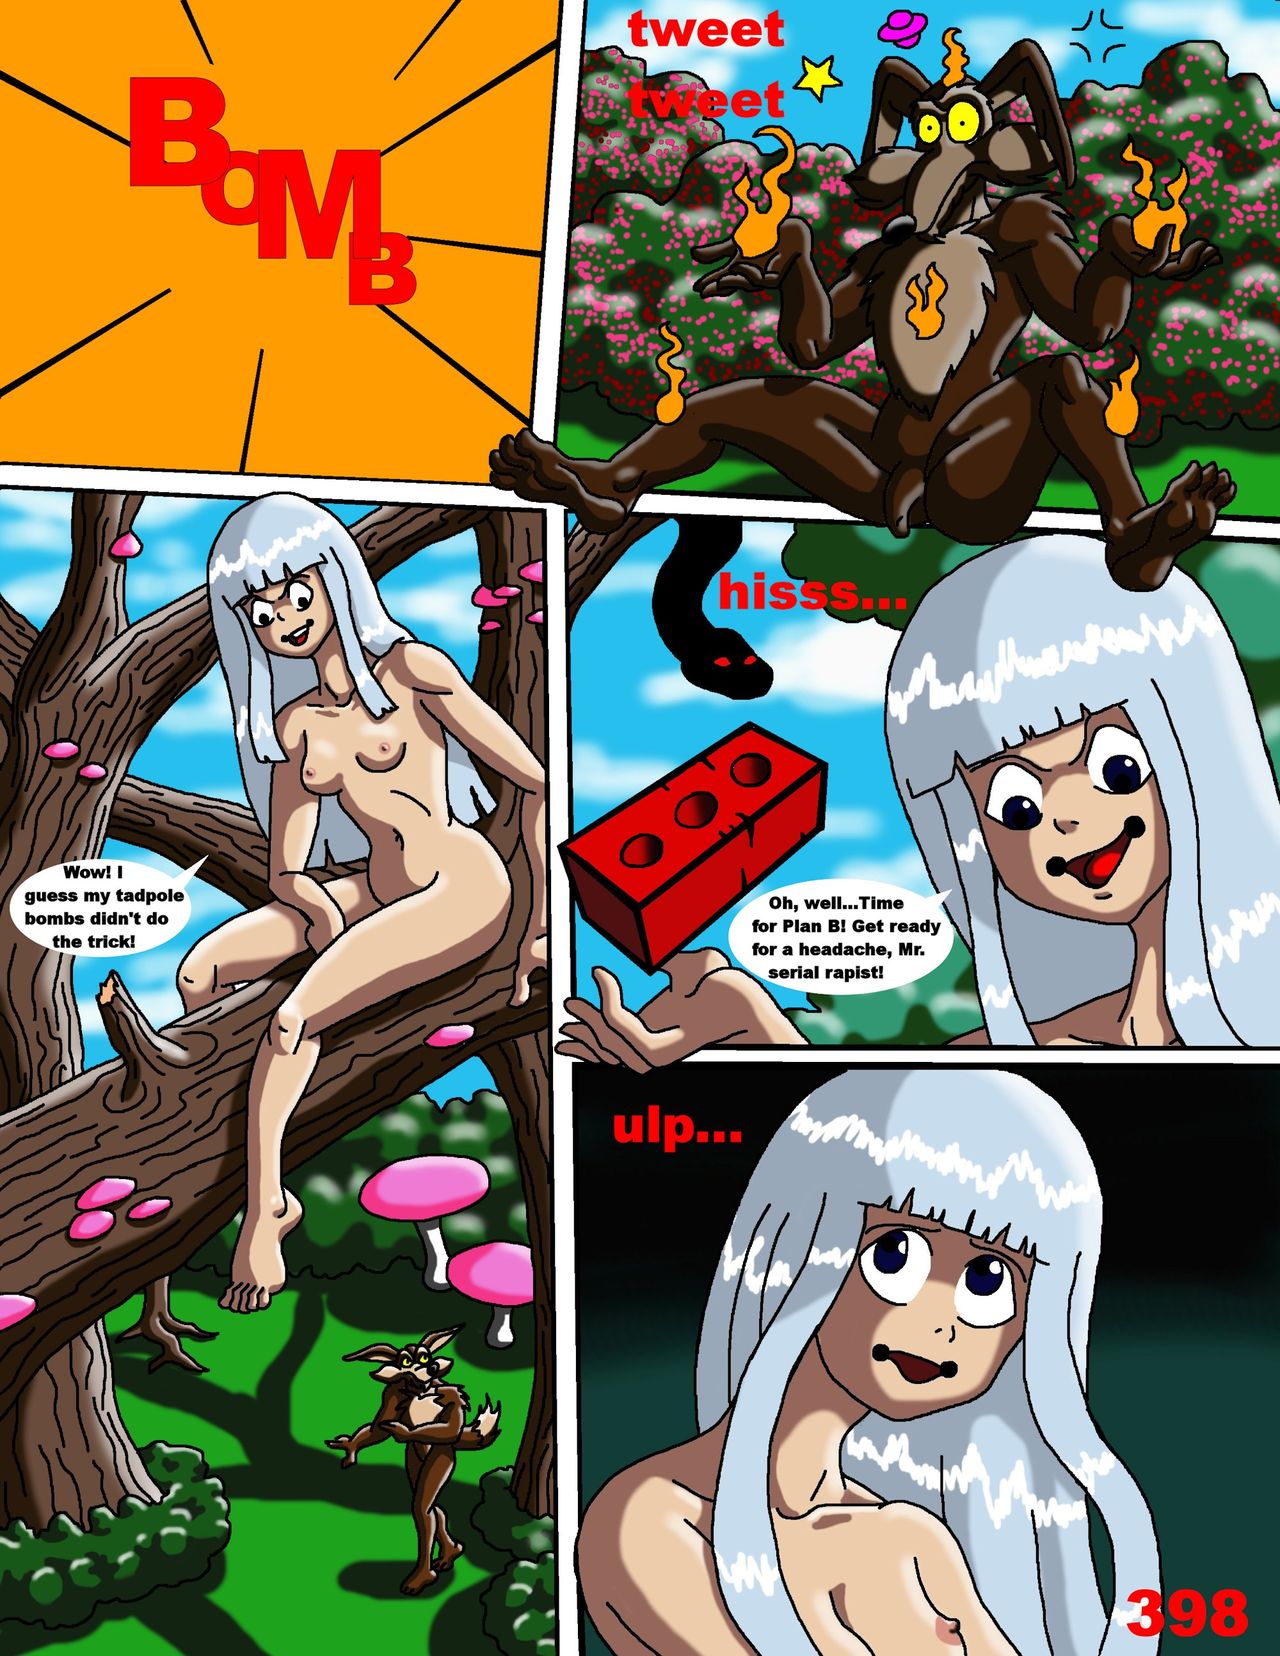 BOMB
tweet
tweet
Wow! I
guess my tadpole
bombs didn't do
the trick!
hisss...
Oh, well...Time
for Plan B! Get ready
for a headache, Mr.
serial rapist!
ulp...
398